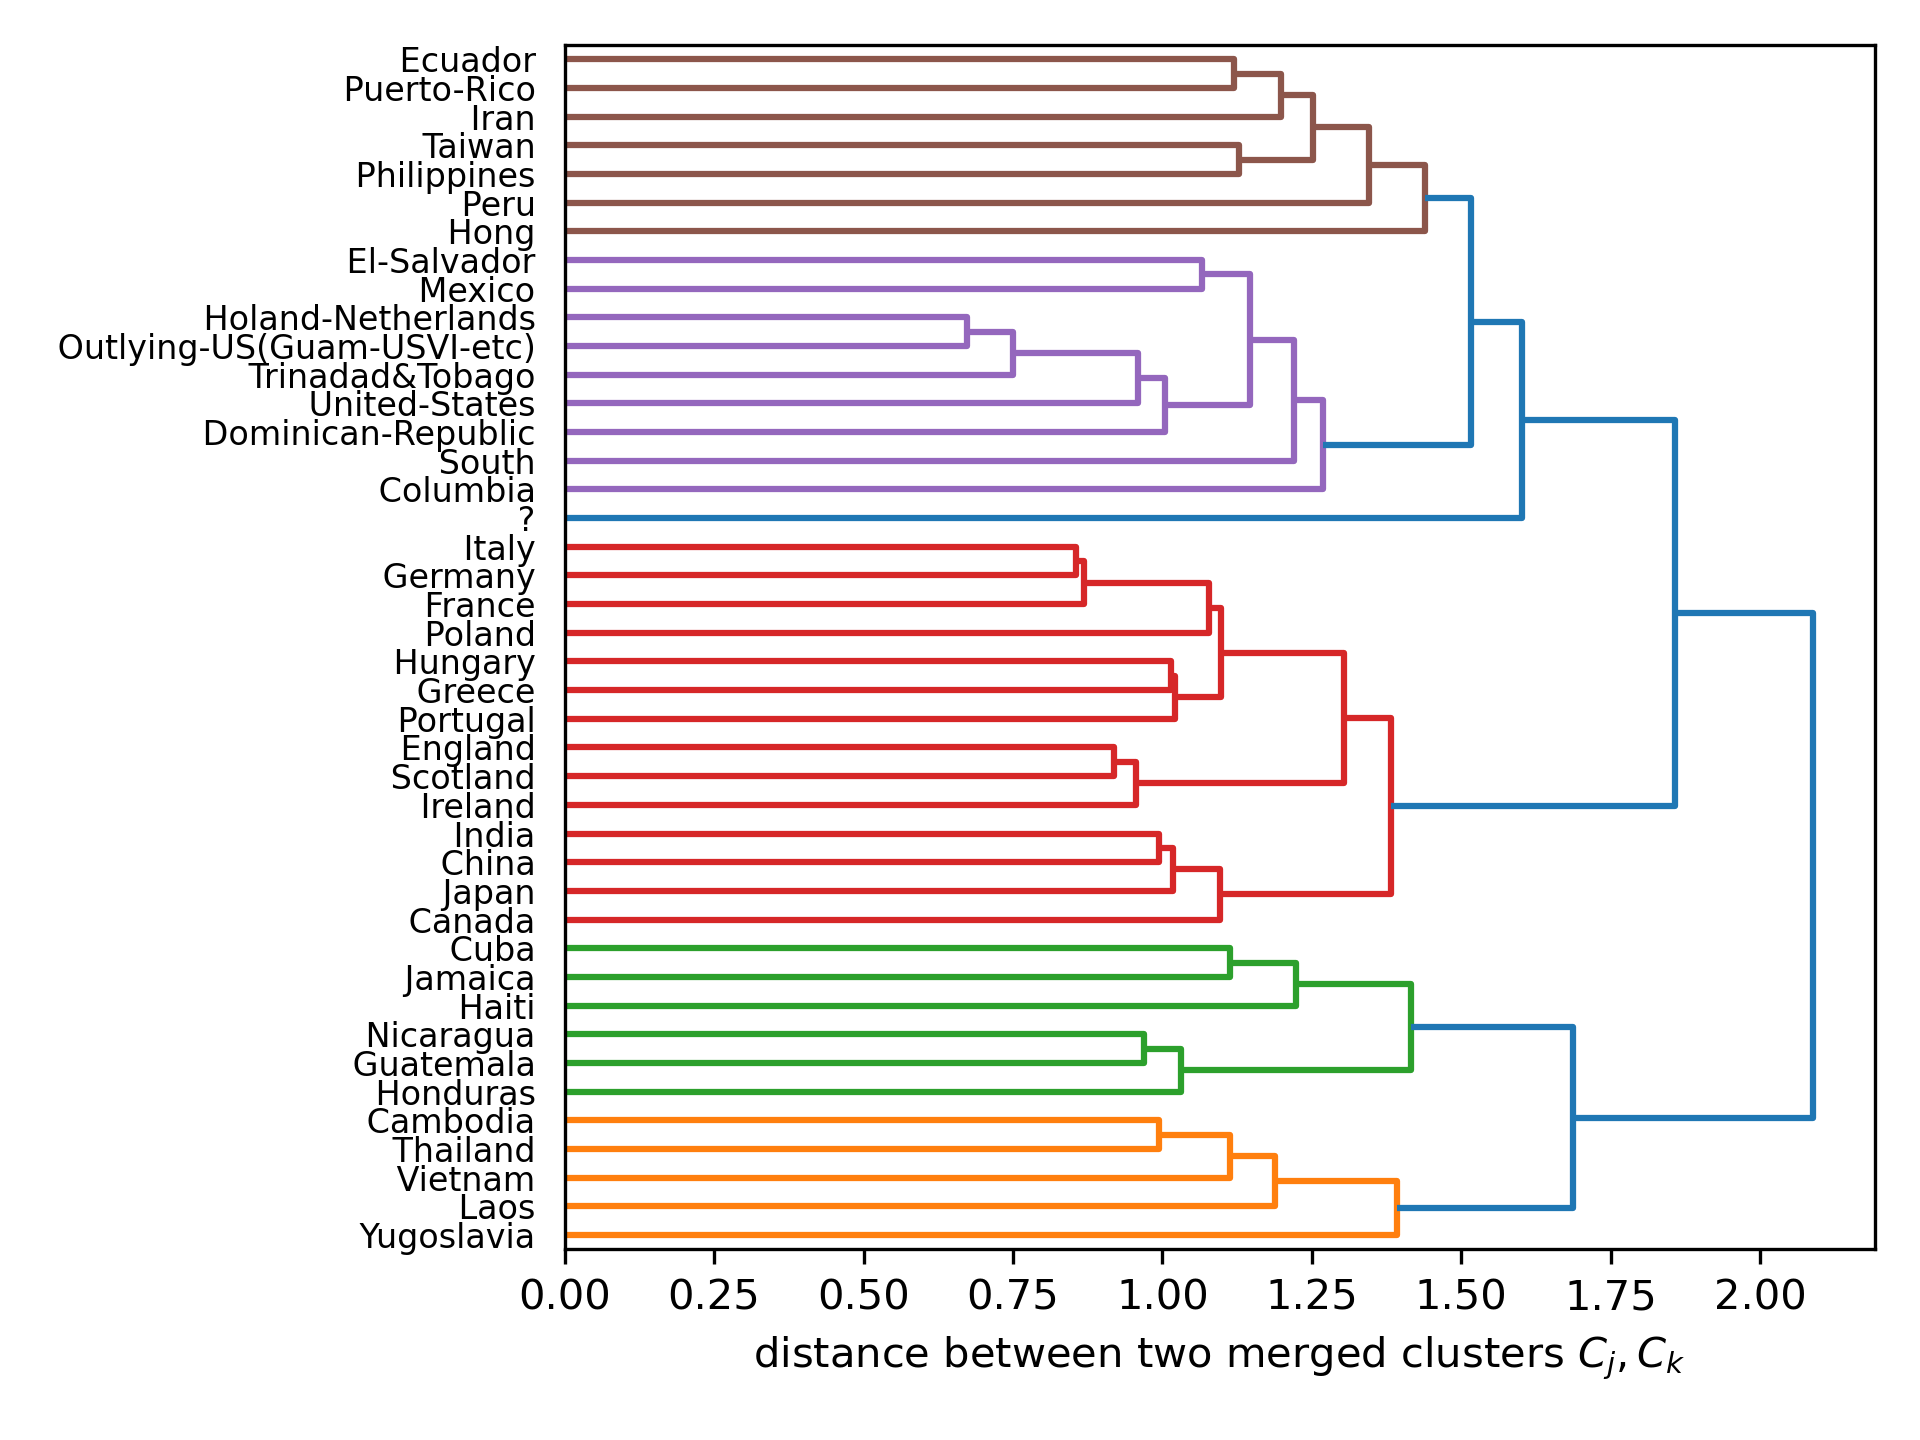 Ecuador
Puerto-Rico
Iran
Taiwan
Philippines
Peru
Hong
El-Salvador
Mexico
Holand-Netherlands
Outlying-US(Guam-USVI-etc)
Trinadad&Tobago
United-States
Dominican-Republic
South
Columbia
?
Italy
Germany
France
Poland
Hungary
Greece
Portugal
England
Scotland
Ireland
India
China
Japan
Canada
Cuba
Jamaica
Haiti
Nicaragua
Guatemala
Honduras
Cambodia
Thailand
Vietnam
Laos
Yugoslavia
0.00 0.25 0.50 0.75 1.00 1.25 1.50 1.75 2.00
distance between two merged clusters C_j, C_k